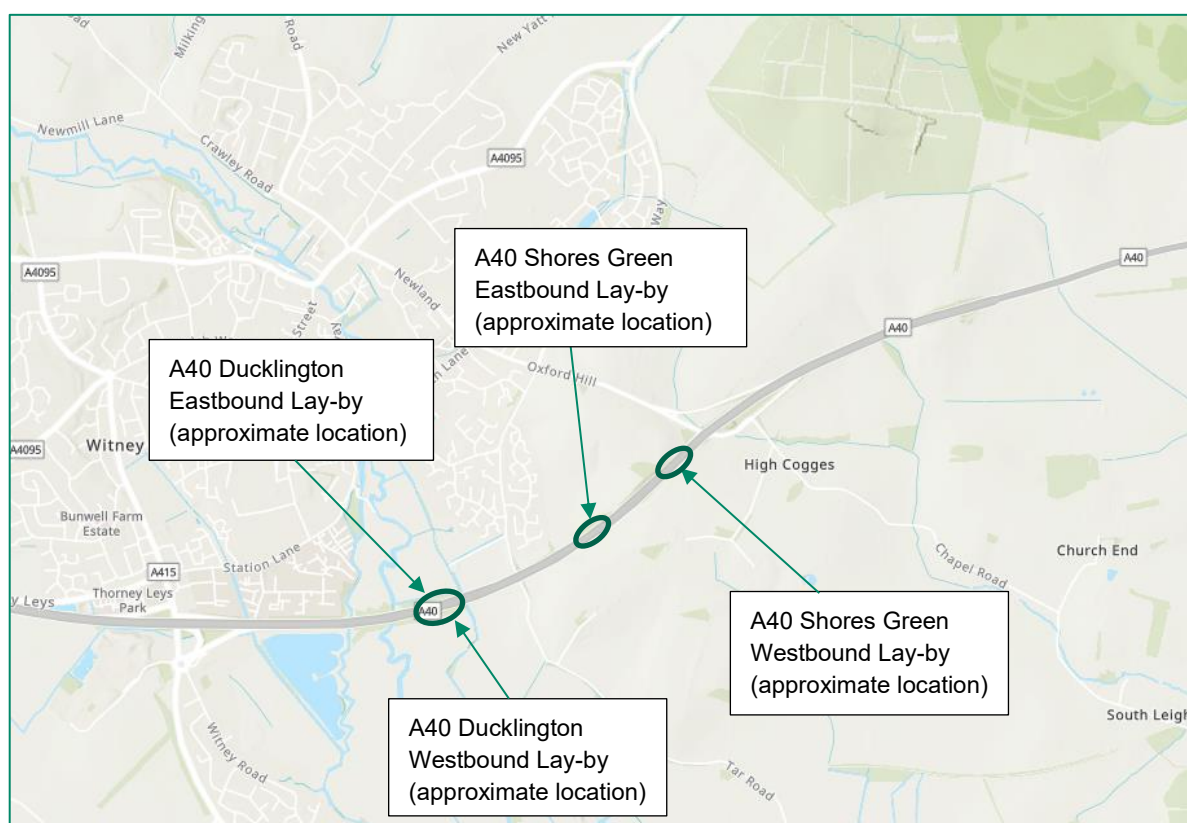 Road
Milking
Road
New Yatt
Newmill Lane
Crawley Road
A4095
Way
A40 Shores Green
Eastbound Lay-by
(approximate location)
A4095
Newland
A40
Street
A40
A40 Ducklington
Eastbound Lay-by
(approximate location)
Lane
Oxford Hill
A4095
Witney
High Cogges
Bunwell Farm
Estate
Station Lane
A415
Thorney Leys
Park
y Leys
A40
Chapel Road
Church End
A40 Shores Green
Westbound Lay-by
(approximate location)
A40 Ducklington
Westbound Lay-by
(approximate location)
Witney Road
Tar Road
South Leigh